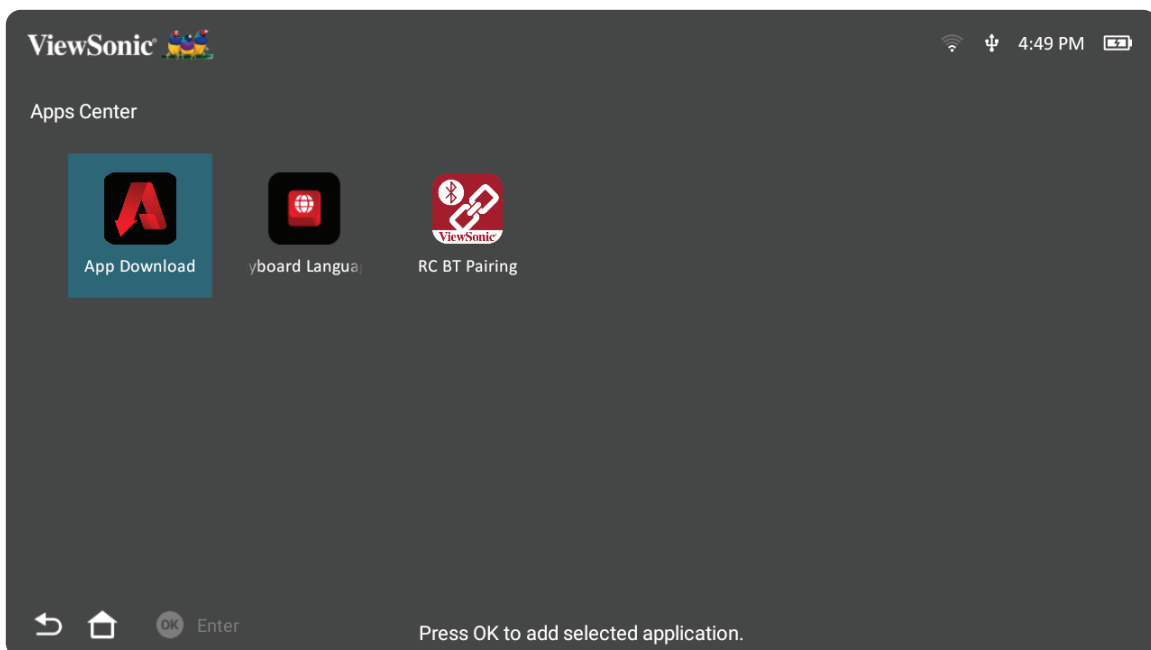 ViewSonic
4:49 PM
Apps Center
ViewSonic
App Download
yboard Langua
RC BT Pairing
OK Enter
Press OK to add selected application.